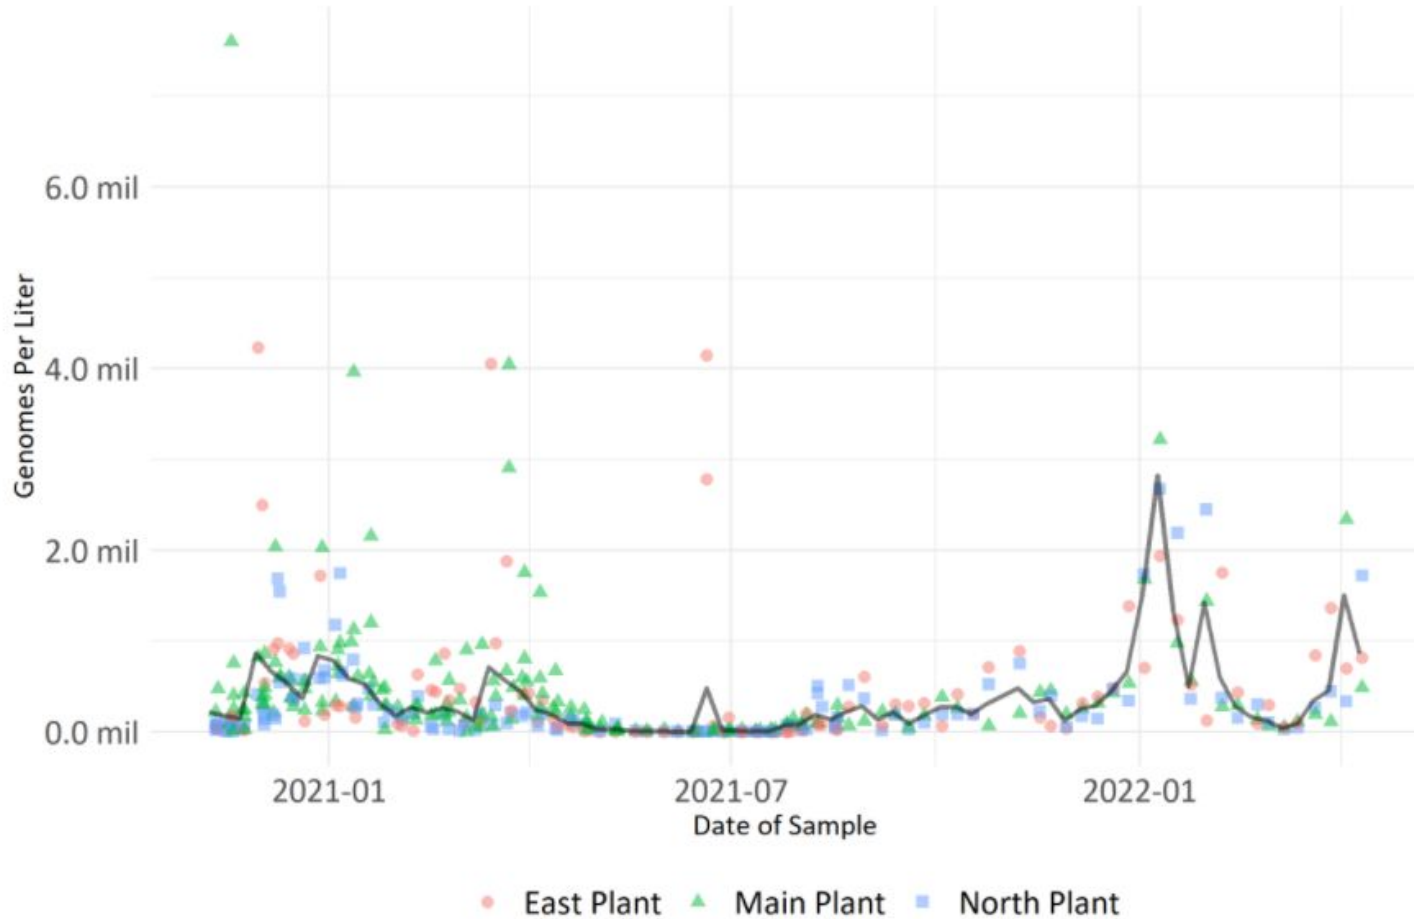 6.0 mil
4.0 mil
2.0 mil
0.0 mil
Genomes Per Liter
2021-01
2021-07
2022-01
Date of Sample
East Plant Main Plant North Plant